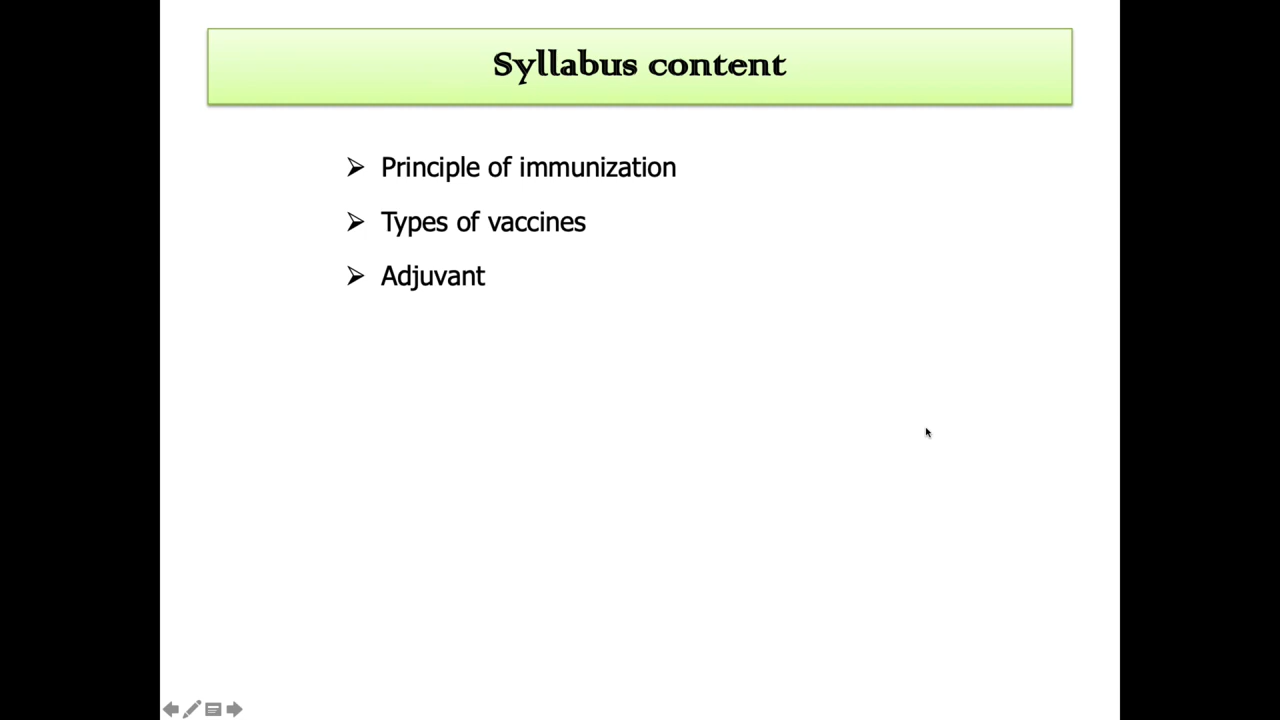 Syllabus content
➢ Principle of immunization
➢ Types of vaccines
➢ Adjuvant